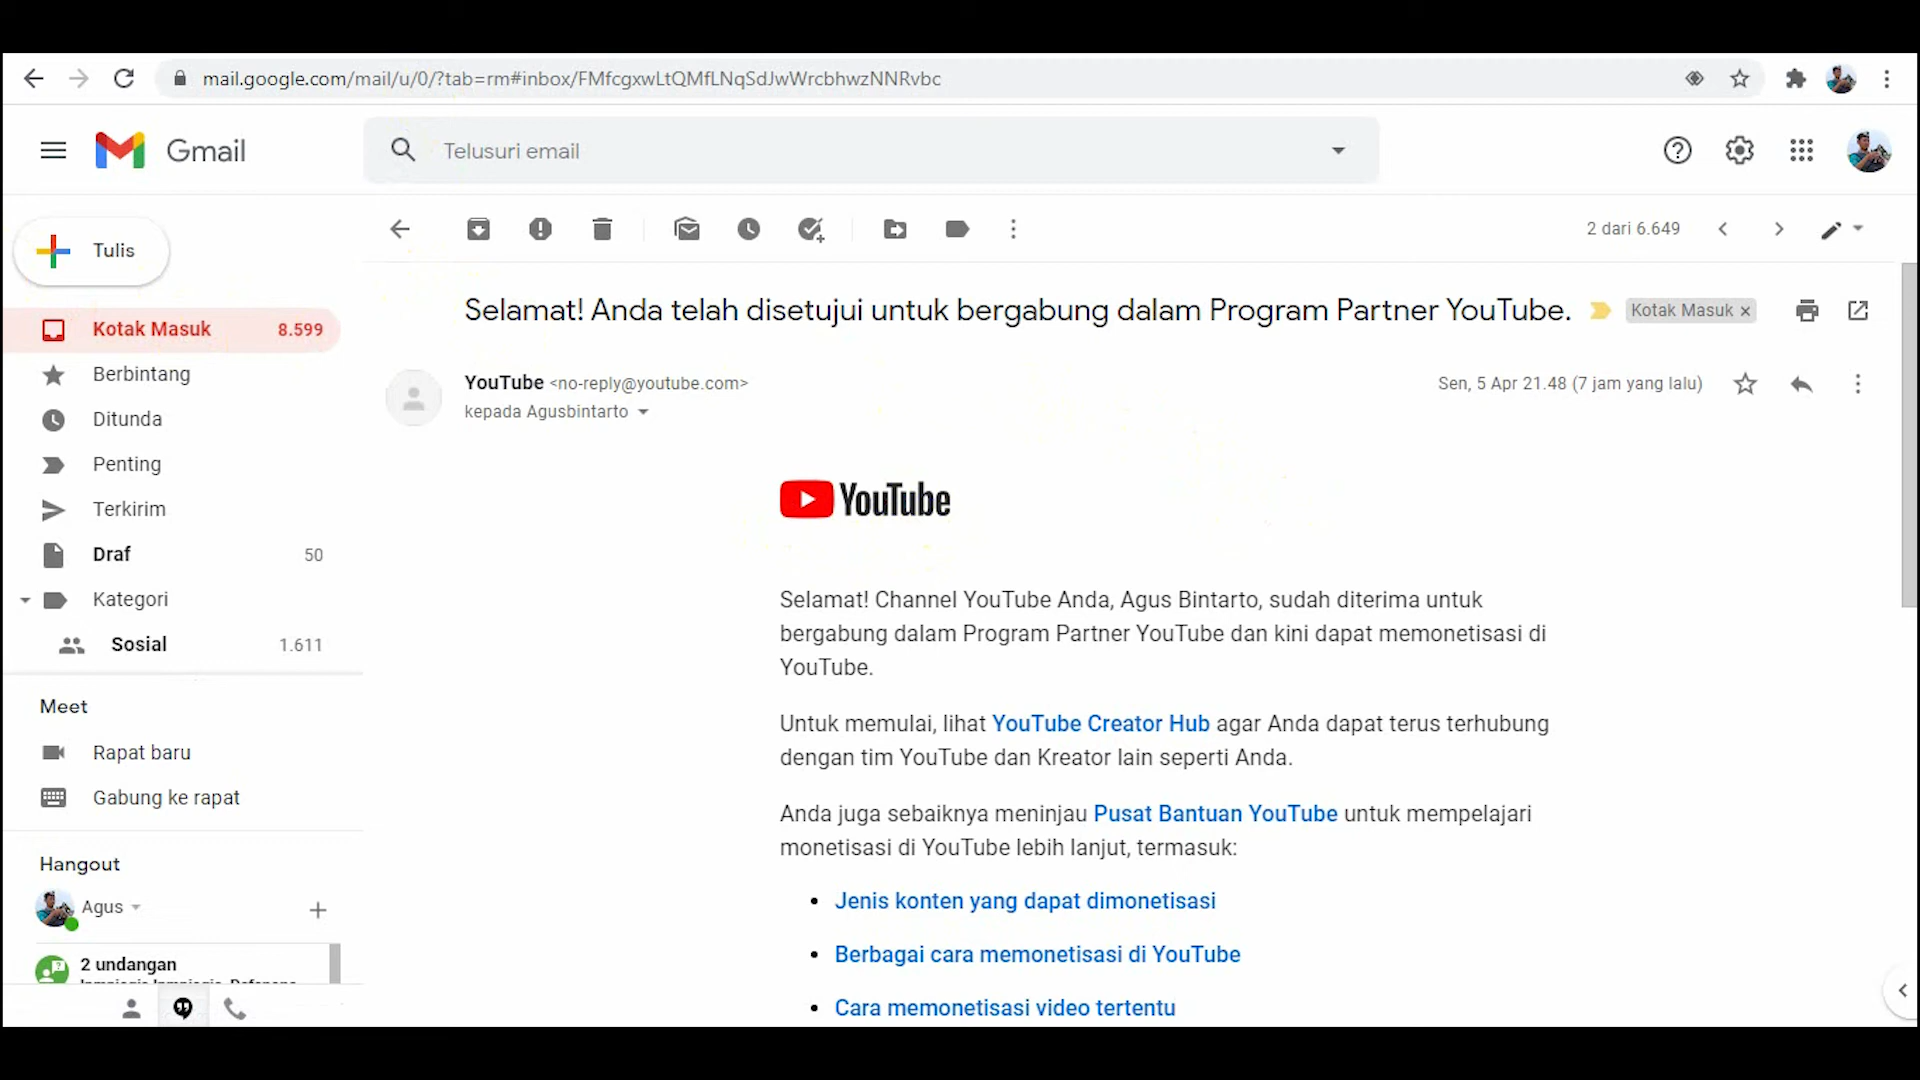 mail.google.com/mail/u/0/?tab=rm#inbox/FMfcgxwLtQMfLNqSdJwWrcbhwzNNRvbc
Gmail
Telusuri email
Tulis
2 dari 6.649
Kotak Masuk 8.599
Berbintang
Ditunda
Penting
Terkirim
Draf 50
Kategori
Sosial 1.611
Meet
Rapat baru
Gabung ke rapat
Hangout
Agus
2 undangan
Selamat! Anda telah disetujui untuk bergabung dalam Program Partner YouTube. Kotak Masuk
YouTube <no-reply@youtube.com> Sen, 5 Apr 21.48 (7 jam yang lalu)
kepada Agusbintarto
YouTube
Selamat! Channel YouTube Anda, Agus Bintarto, sudah diterima untuk
bergabung dalam Program Partner YouTube dan kini dapat memonetisasi di
YouTube.
Untuk memulai, lihat YouTube Creator Hub agar Anda dapat terus terhubung
dengan tim YouTube dan Kreator lain seperti Anda.
Anda juga sebaiknya meninjau Pusat Bantuan YouTube untuk mempelajari
monetisasi di YouTube lebih lanjut, termasuk:
• Jenis konten yang dapat dimonetisasi
• Berbagai cara memonetisasi di YouTube
• Cara memonetisasi video tertentu